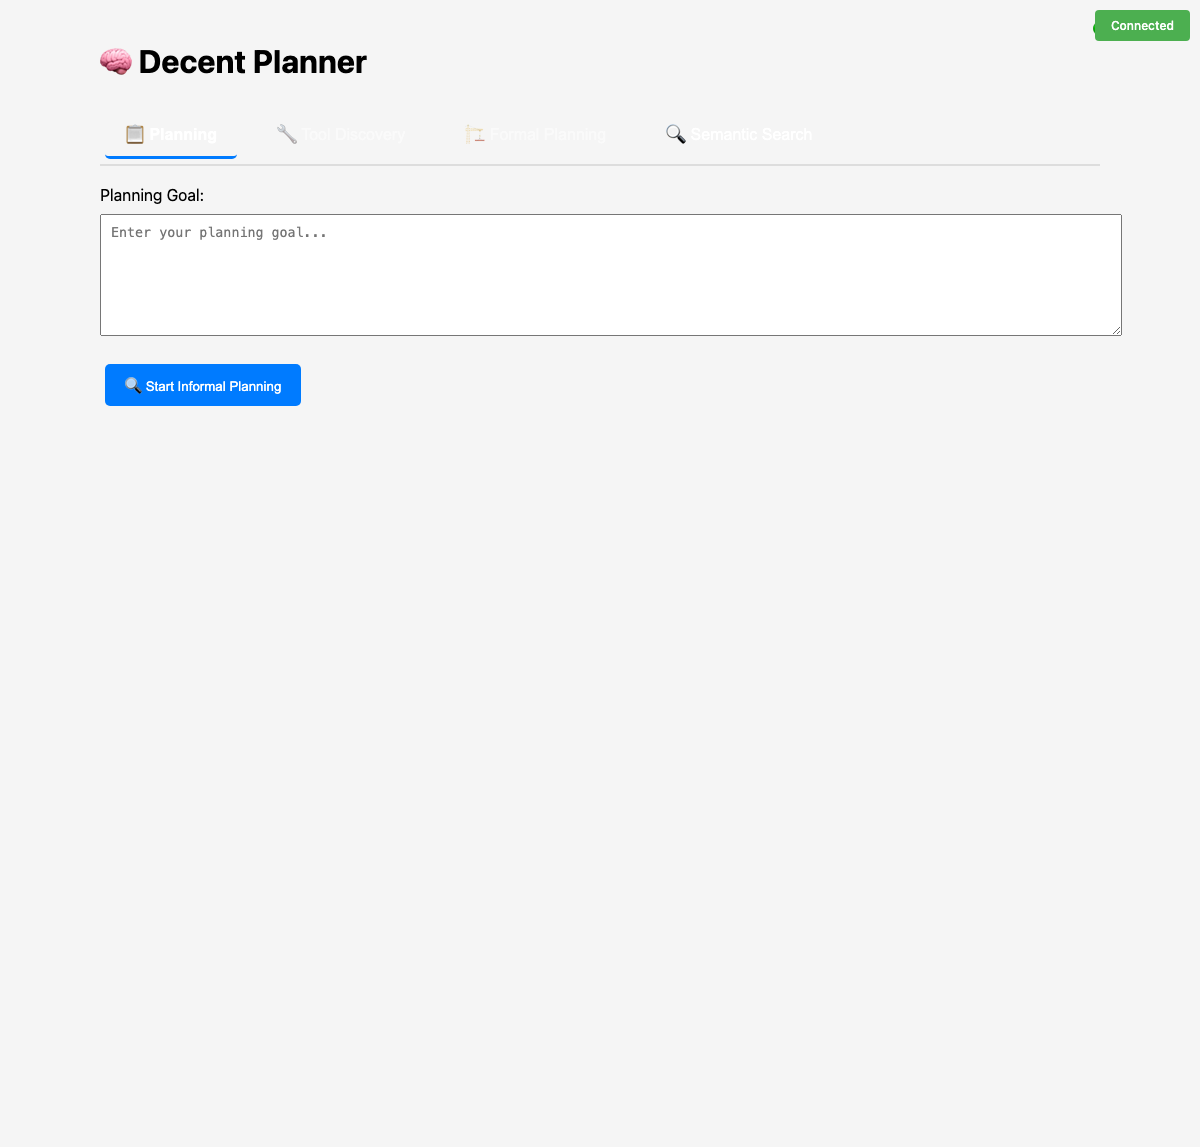 Connected
🧠 Decent Planner
📋 Planning 🔧 Tool Discovery 🏗️ Formal Planning 🔍 Semantic Search
Planning Goal:
Enter your planning goal...
🔍 Start Informal Planning